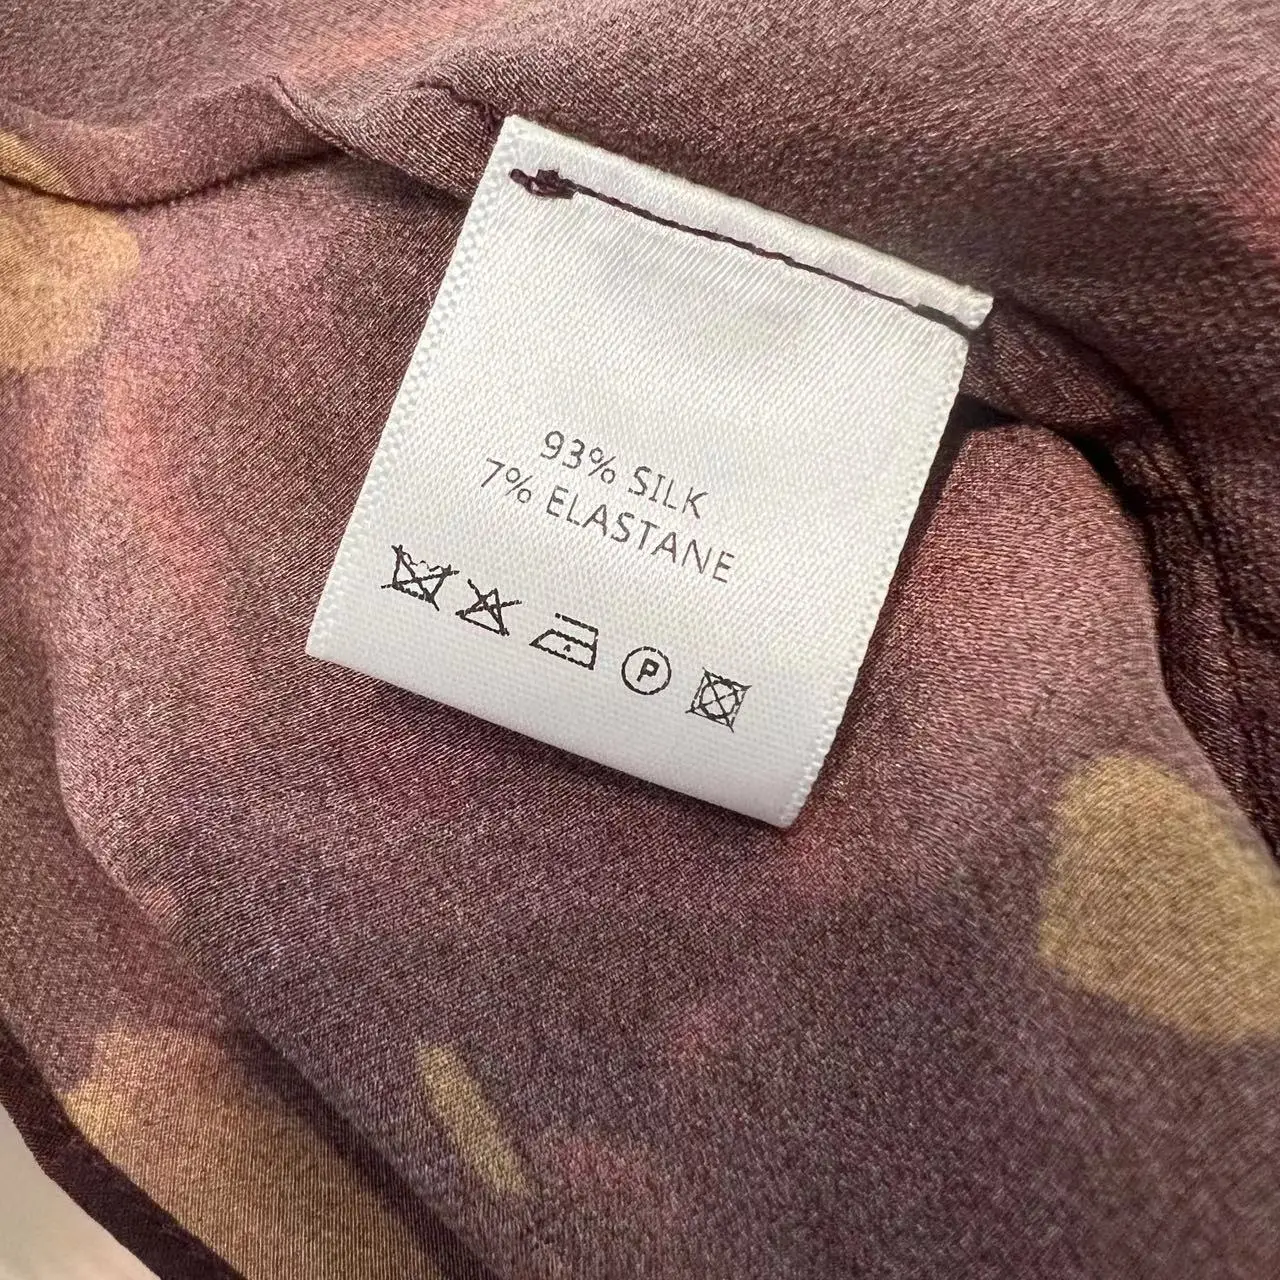 93% SILK
7% ELASTANE
P